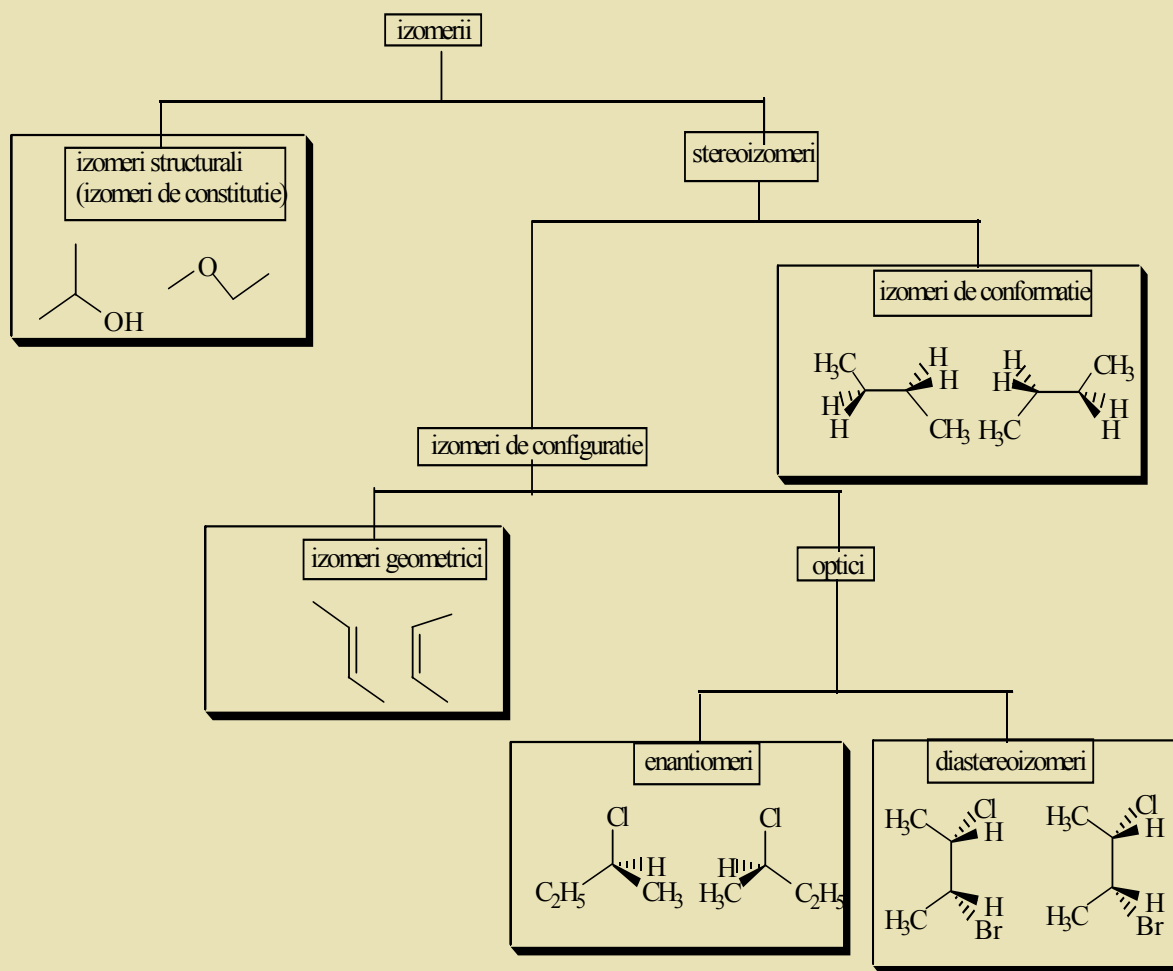 izomerii
izomeri structurali
(izomeri de constitutie)
O
OH
stereoizomeri
izomeri de conformatie
H₃C
H
H
H
H
CH₃
H
H
H₃C
CH₃
H
H
izomeri de configuratie
izomeri geometrici
optici
enantiomeri
Cl
H
C₂H₅
CH₃
Cl
H
H₃C
C₂H₅
diastereoizomeri
H₃C
Cl
H
H₃C
H
Br
H₃C
Cl
H
H₃C
H
Br